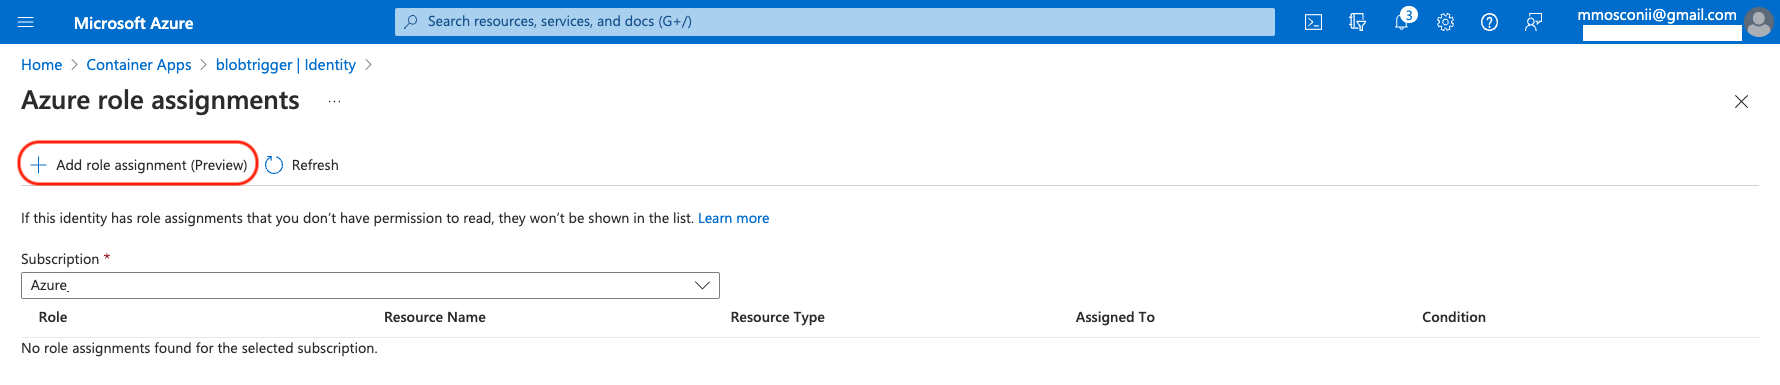 Microsoft Azure
Search resources, services, and docs (G+/)
3
mmosconii@gmail.com
Home > Container Apps > blobtrigger | Identity >
Azure role assignments ...
Add role assignment (Preview)
Refresh
If this identity has role assignments that you don't have permission to read, they won't be shown in the list. Learn more
Subscription *
Azure
Role Resource Name Resource Type Assigned To Condition
No role assignments found for the selected subscription.